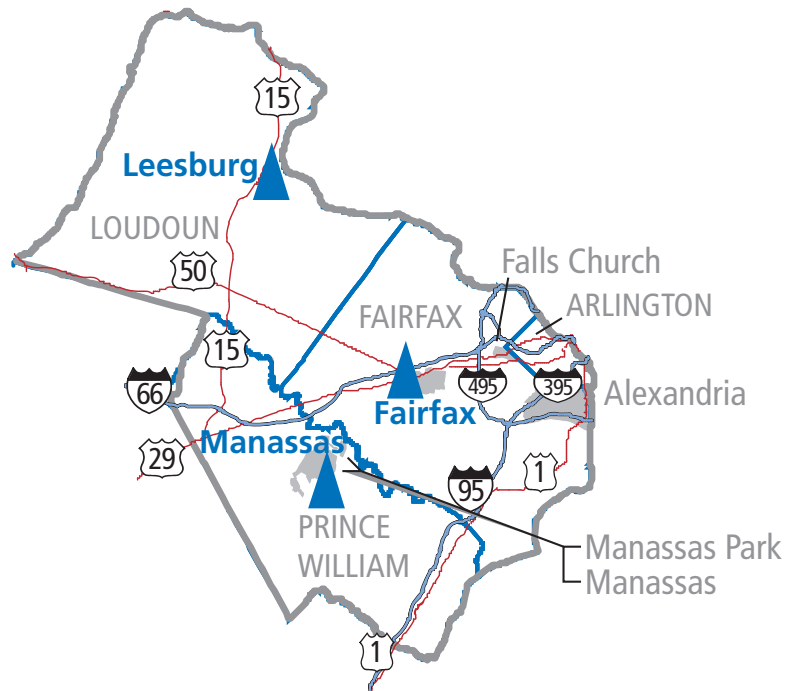 15
Leesburg
LOUDOUN
50
Falls Church
ARLINGTON
FAIRFAX
15
66
495
395
Alexandria
Fairfax
Manassas
29
95
1
PRINCE
WILLIAM
Manassas Park
Manassas
1